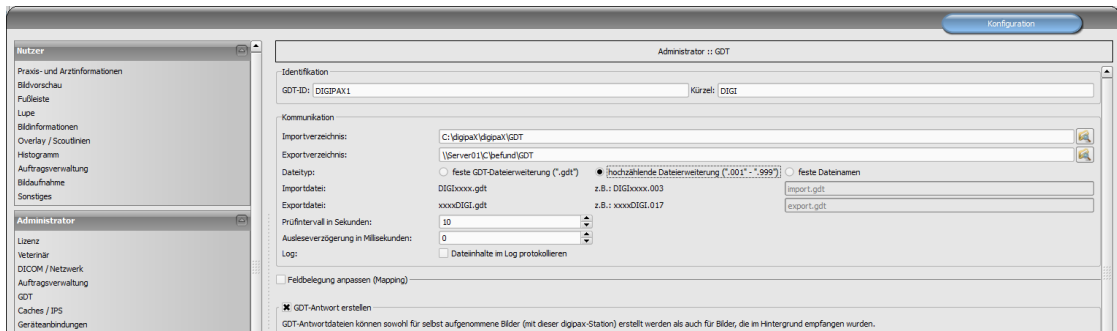 Konfiguration
Nutzer
Praxis- und Arztinformationen
Bildvorschau
Fußleiste
Lupe
Bildinformationen
Overlay / Scoutlinien
Histogramm
Auftragsverwaltung
Bildaufnahme
Sonstiges
Administrator
Lizenz
Veterinär
DICOM / Netzwerk
Auftragsverwaltung
GDT
Caches / IPS
Geräteanbindungen
Administrator :: GDT
Identifikation
GDT-ID: DIGIPAX1 Kürzel: DIGI
Kommunikation
Importverzeichnis: C:\digipaX\digipaX\GDT
Exportverzeichnis: \\Server01\C\befund\GDT
Dateityp: feste GDT-Dateierweiterung (".gdt") hochzählende Dateierweiterung (".001" - ".999") feste Dateinamen
Importdatei: DIGIxxxx.gdt z.B.: DIGIxxxx.003 import.gdt
Exportdatei: xxxxDIGI.gdt z.B.: xxxxDIGI.017 export.gdt
Prüfintervall in Sekunden: 10
Ausleseverzögerung in Millisekunden: 0
Log: Dateiinhalte im Log protokollieren
Feldbelegung anpassen (Mapping)
GDT-Antwort erstellen
GDT-Antwortdateien können sowohl für selbst aufgenommene Bilder (mit dieser digipax-Station) erstellt werden als auch für Bilder, die im Hintergrund empfangen wurden.